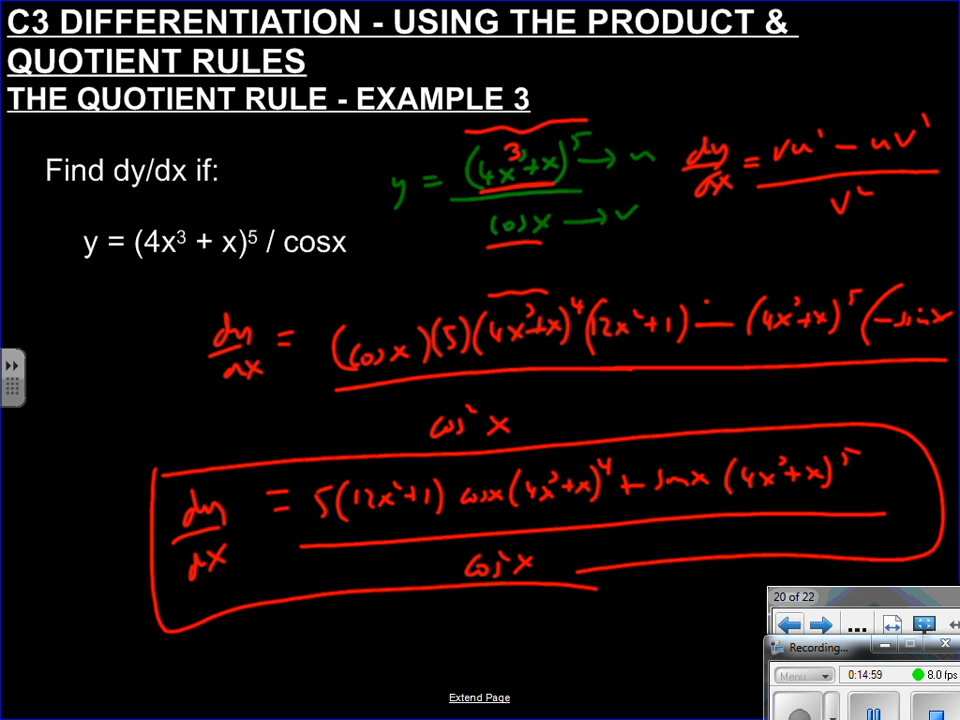 C3 DIFFERENTIATION - USING THE PRODUCT &
QUOTIENT RULES
THE QUOTIENT RULE - EXAMPLE 3
Find dy/dx if:
y = (4x³ + x)⁵ / cosx
y = (4x³+x)⁵ → u
cosx → v
dy/dx = vu' - uv'
v²
dy/dx = (cosx)(5)(4x³+x)⁴(12x²+1) - (4x³+x)⁵(-sinx
cos²x
dy/dx = 5(12x²+1) cosx(4x³+x)⁴ + sinx (4x³+x)⁵
cos²x
20 of 22
...
Recording...
Menu
0:14:59
8.0 fp
Extend Page